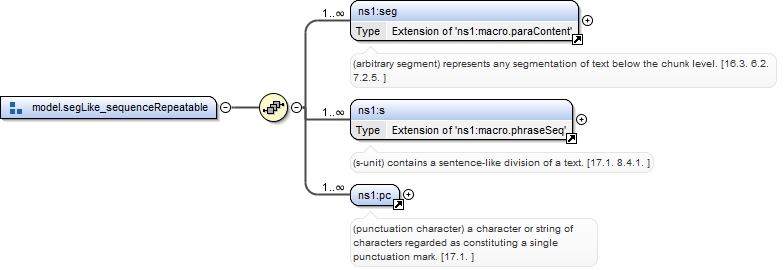 1..∞
ns1:seg
Type Extension of 'ns1:macro.paraContent'
(arbitrary segment) represents any segmentation of text below the chunk level. [16.3. 6.2.
7.2.5. ]
model.segLike_sequenceRepeatable
1..∞
ns1:s
Type Extension of 'ns1:macro.phraseSeq'
(s-unit) contains a sentence-like division of a text. [17.1. 8.4.1. ]
1..∞
ns1:pc
(punctuation character) a character or string of
characters regarded as constituting a single
punctuation mark. [17.1. ]